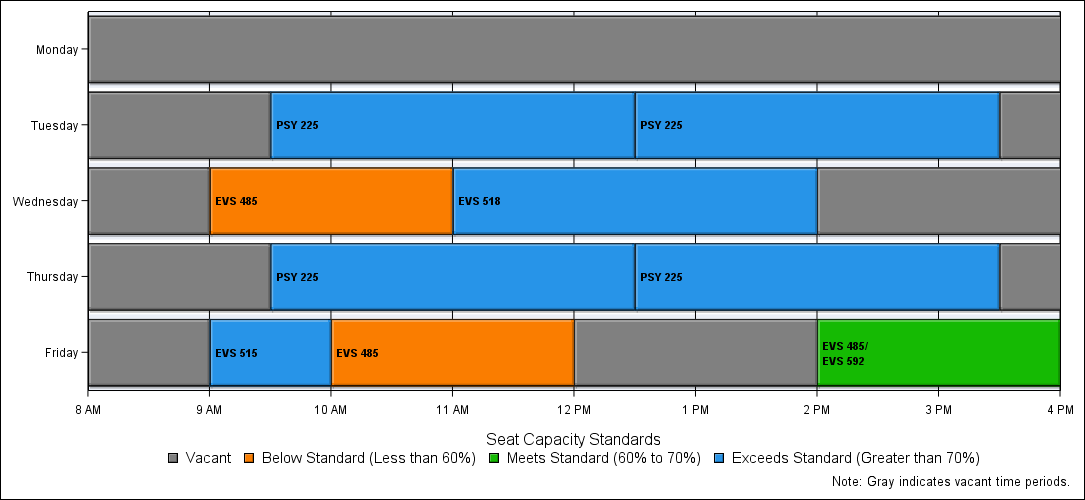 Monday
Tuesday
PSY 225
PSY 225
Wednesday
EVS 485
EVS 518
Thursday
PSY 225
PSY 225
Friday
EVS 515
EVS 485
EVS 485/
EVS 592
8 AM 9 AM 10 AM 11 AM 12 PM 1 PM 2 PM 3 PM 4 PM
Seat Capacity Standards
Vacant Below Standard (Less than 60%) Meets Standard (60% to 70%) Exceeds Standard (Greater than 70%)
Note: Gray indicates vacant time periods.